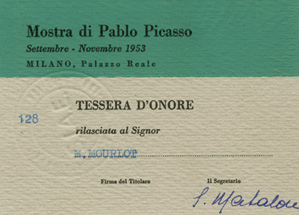 Mostra di Pablo Picasso
Settembre - Novembre 1953
MILANO, Palazzo Reale
TESSERA D'ONORE
128
rilasciata al Signor
M. MOURLOT
Firma del Titolare
Il Segretario